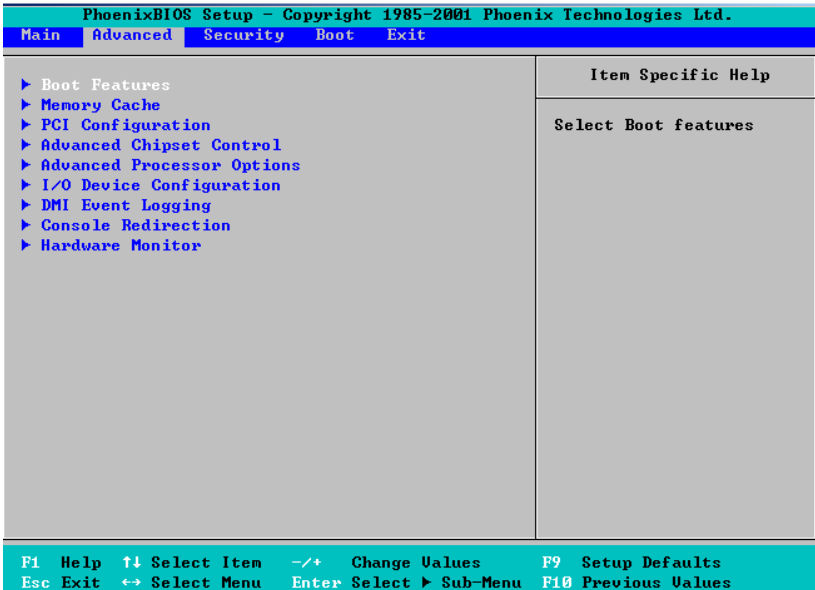 PhoenixBIOS Setup – Copyright 1985-2001 Phoenix Technologies Ltd.
Main Advanced Security Boot Exit
▶ Boot Features
▶ Memory Cache
▶ PCI Configuration
▶ Advanced Chipset Control
▶ Advanced Processor Options
▶ I/O Device Configuration
▶ DMI Event Logging
▶ Console Redirection
▶ Hardware Monitor
Item Specific Help
Select Boot features
F1 Help ↑↓ Select Item -/+ Change Values F9 Setup Defaults
Esc Exit ↔ Select Menu Enter Select ▶ Sub-Menu F10 Previous Values